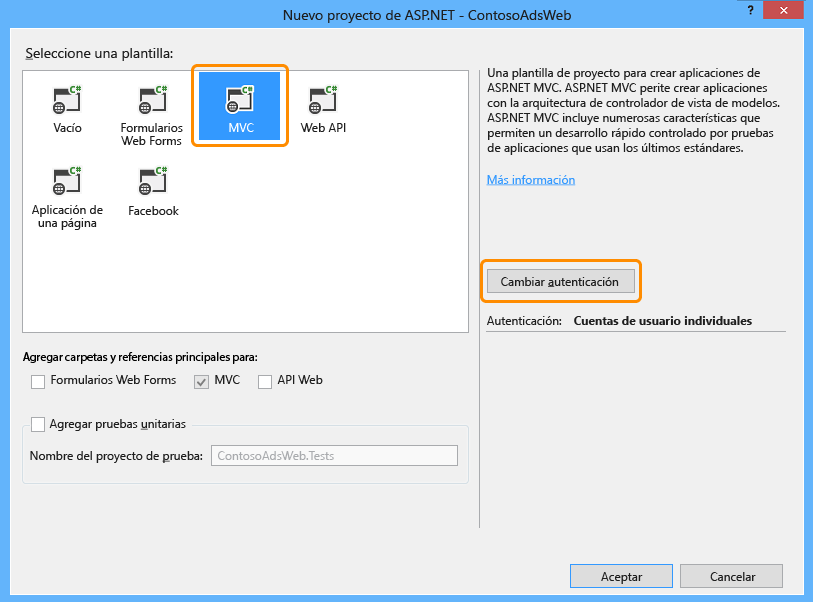 Nuevo proyecto de ASP.NET - ContosoAdsWeb
?
Seleccione una plantilla:
C#
C#
C#
C#
Vacío
Formularios
Web Forms
MVC
Web API
C#
C#
Aplicación de
una página
Facebook
Una plantilla de proyecto para crear aplicaciones de
ASP.NET MVC. ASP.NET MVC perite crear aplicaciones
con la arquitectura de controlador de vista de modelos.
ASP.NET MVC incluye numerosas características que
permiten un desarrollo rápido controlado por pruebas
de aplicaciones que usan los últimos estándares.
Más información
Cambiar autenticación
Autenticación: Cuentas de usuario individuales
Agregar carpetas y referencias principales para:
Formularios Web Forms
MVC
API Web
Agregar pruebas unitarias
Nombre del proyecto de prueba: ContosoAdsWeb.Tests
Aceptar
Cancelar